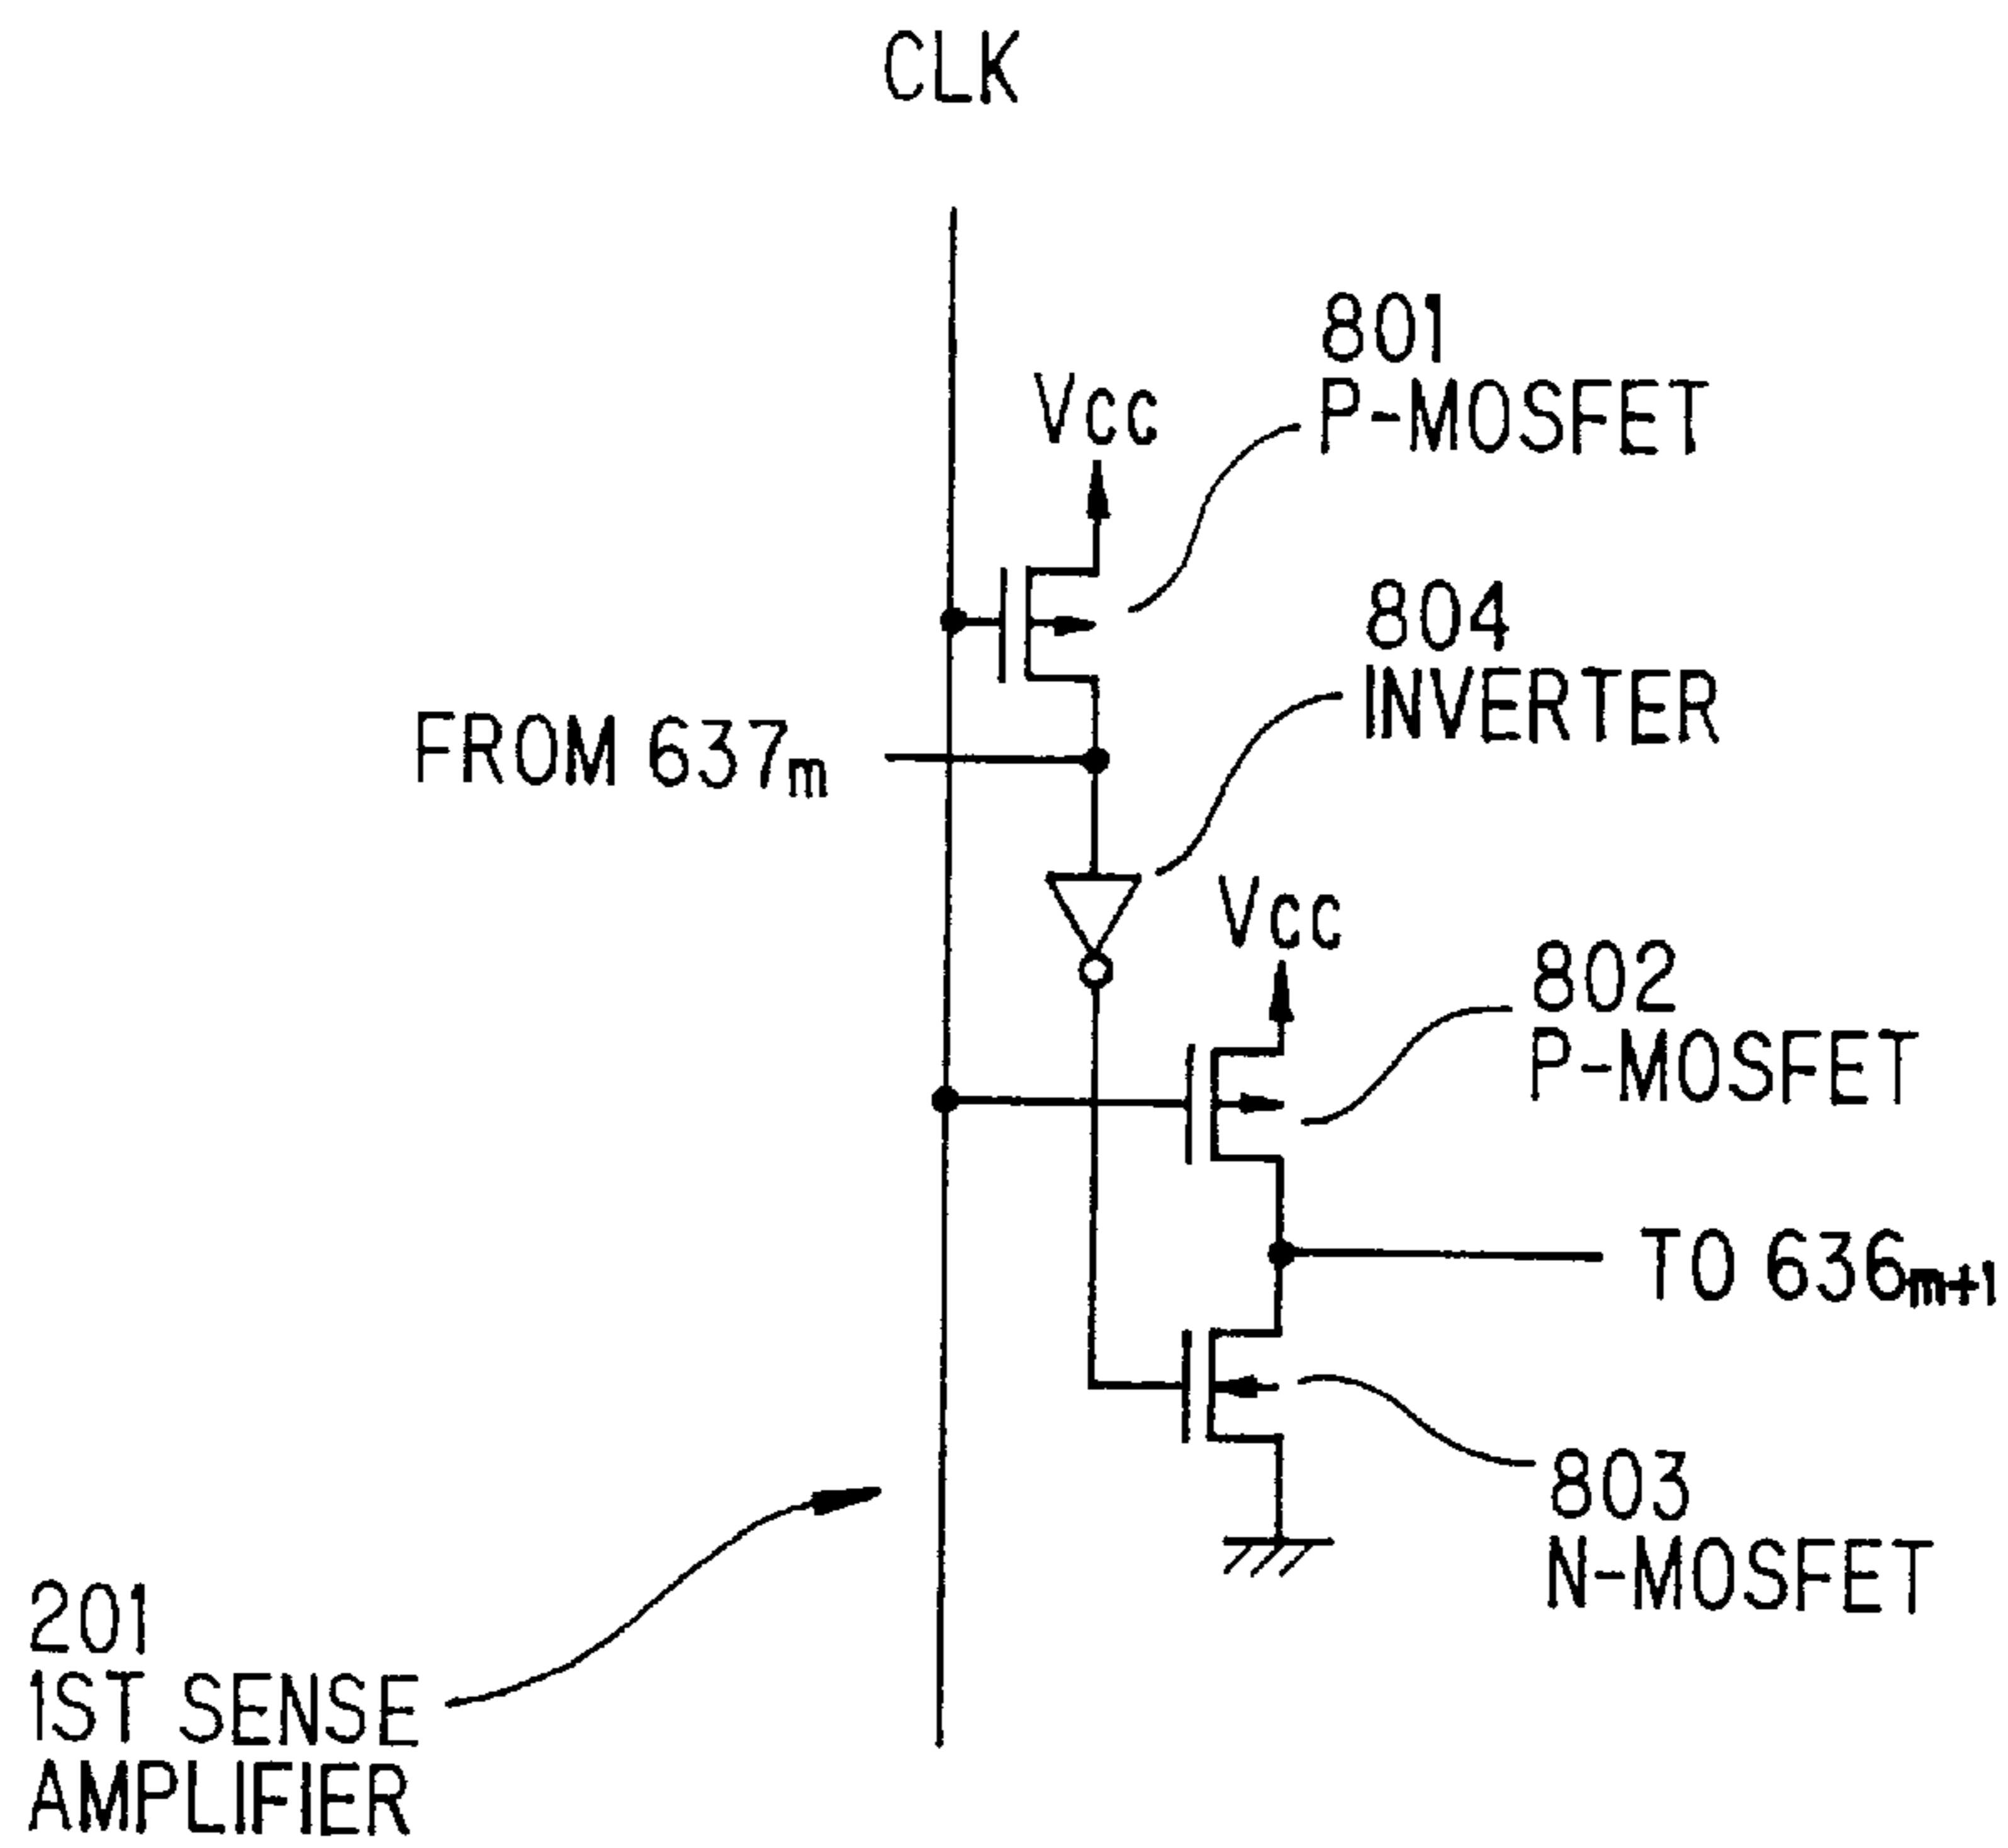 CLK
801
P-MOSFET
Vcc
804
INVERTER
FROM 637m
Vcc
802
P-MOSFET
TO 636m+1
803
N-MOSFET
201
1ST SENSE
AMPLIFIER